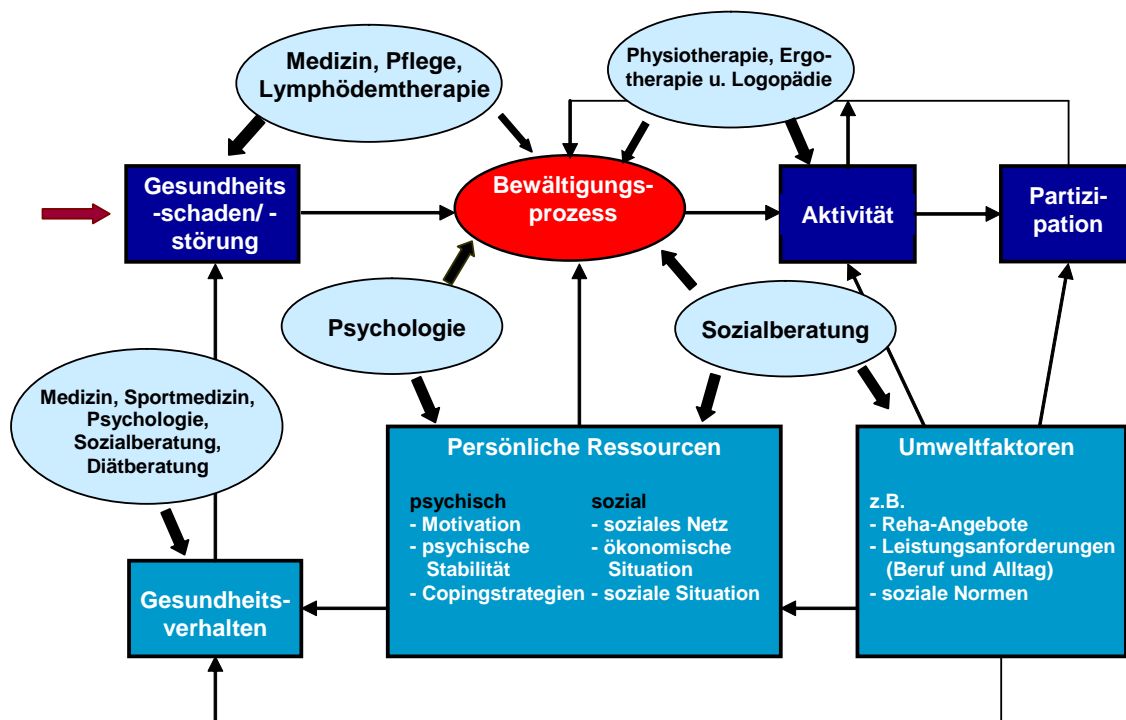 Medizin, Pflege,
Lymphödemtherapie
Physiotherapie, Ergo-
therapie u. Logopädie
Gesundheits
-schaden/ -
störung
Bewältigungs-
prozess
Aktivität
Partizi-
pation
Psychologie
Sozialberatung
Medizin, Sportmedizin,
Psychologie,
Sozialberatung,
Diätberatung
Persönliche Ressourcen
psychisch
- Motivation
- psychische
Stabilität
- Copingstrategien
sozial
- soziales Netz
- ökonomische
Situation
- soziale Situation
Umweltfaktoren
z.B.
- Reha-Angebote
- Leistungsanforderungen
(Beruf und Alltag)
- soziale Normen
Gesundheits-
verhalten